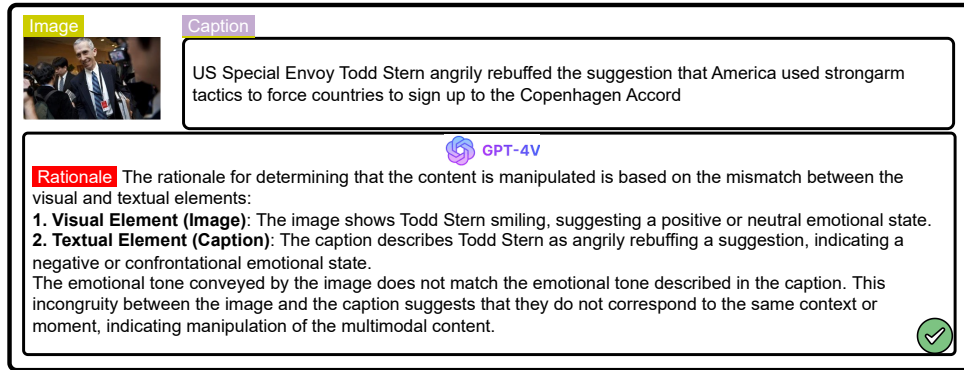 Image
Caption
US Special Envoy Todd Stern angrily rebuffed the suggestion that America used strongarm
tactics to force countries to sign up to the Copenhagen Accord
GPT-4V
Rationale The rationale for determining that the content is manipulated is based on the mismatch between the
visual and textual elements:
1. Visual Element (Image): The image shows Todd Stern smiling, suggesting a positive or neutral emotional state.
2. Textual Element (Caption): The caption describes Todd Stern as angrily rebuffing a suggestion, indicating a
negative or confrontational emotional state.
The emotional tone conveyed by the image does not match the emotional tone described in the caption. This
incongruity between the image and the caption suggests that they do not correspond to the same context or
moment, indicating manipulation of the multimodal content.